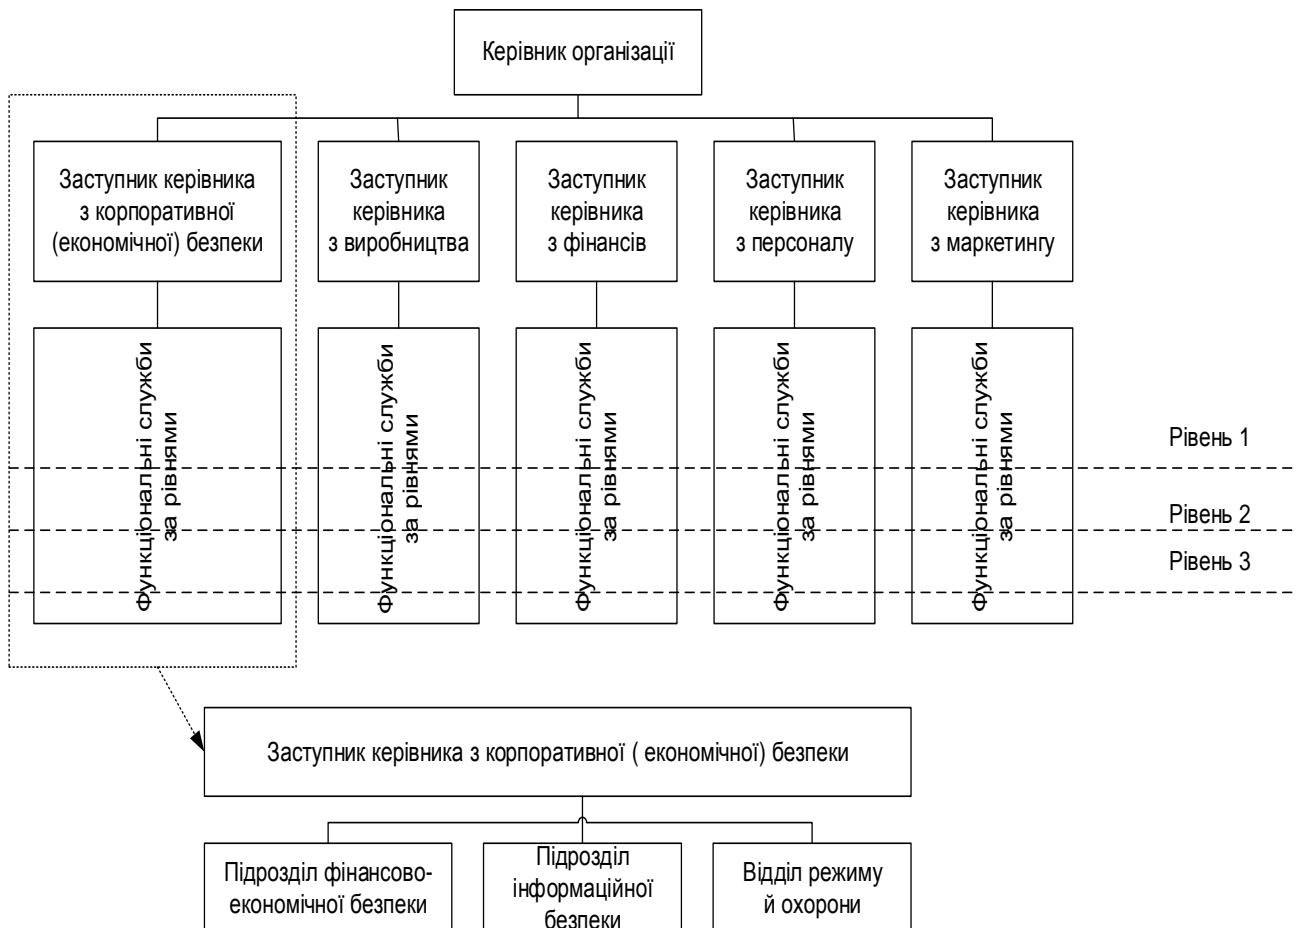 Керівник організації
Заступник керівника
з корпоративної
(економічної) безпеки
Заступник
керівника
з виробництва
Заступник
керівника
з фінансів
Заступник
керівника
з персоналу
Заступник
керівника
з маркетингу
Функціональні служби
за рівнями
Функціональні служби
за рівнями
Функціональні служби
за рівнями
Функціональні служби
за рівнями
Функціональні служби
за рівнями
Рівень 1
Рівень 2
Рівень 3
Заступник керівника з корпоративної ( економічної) безпеки
Підрозділ фінансово-
економічної безпеки
Підрозділ
інформаційної
безпеки
Відділ режиму
й охорони